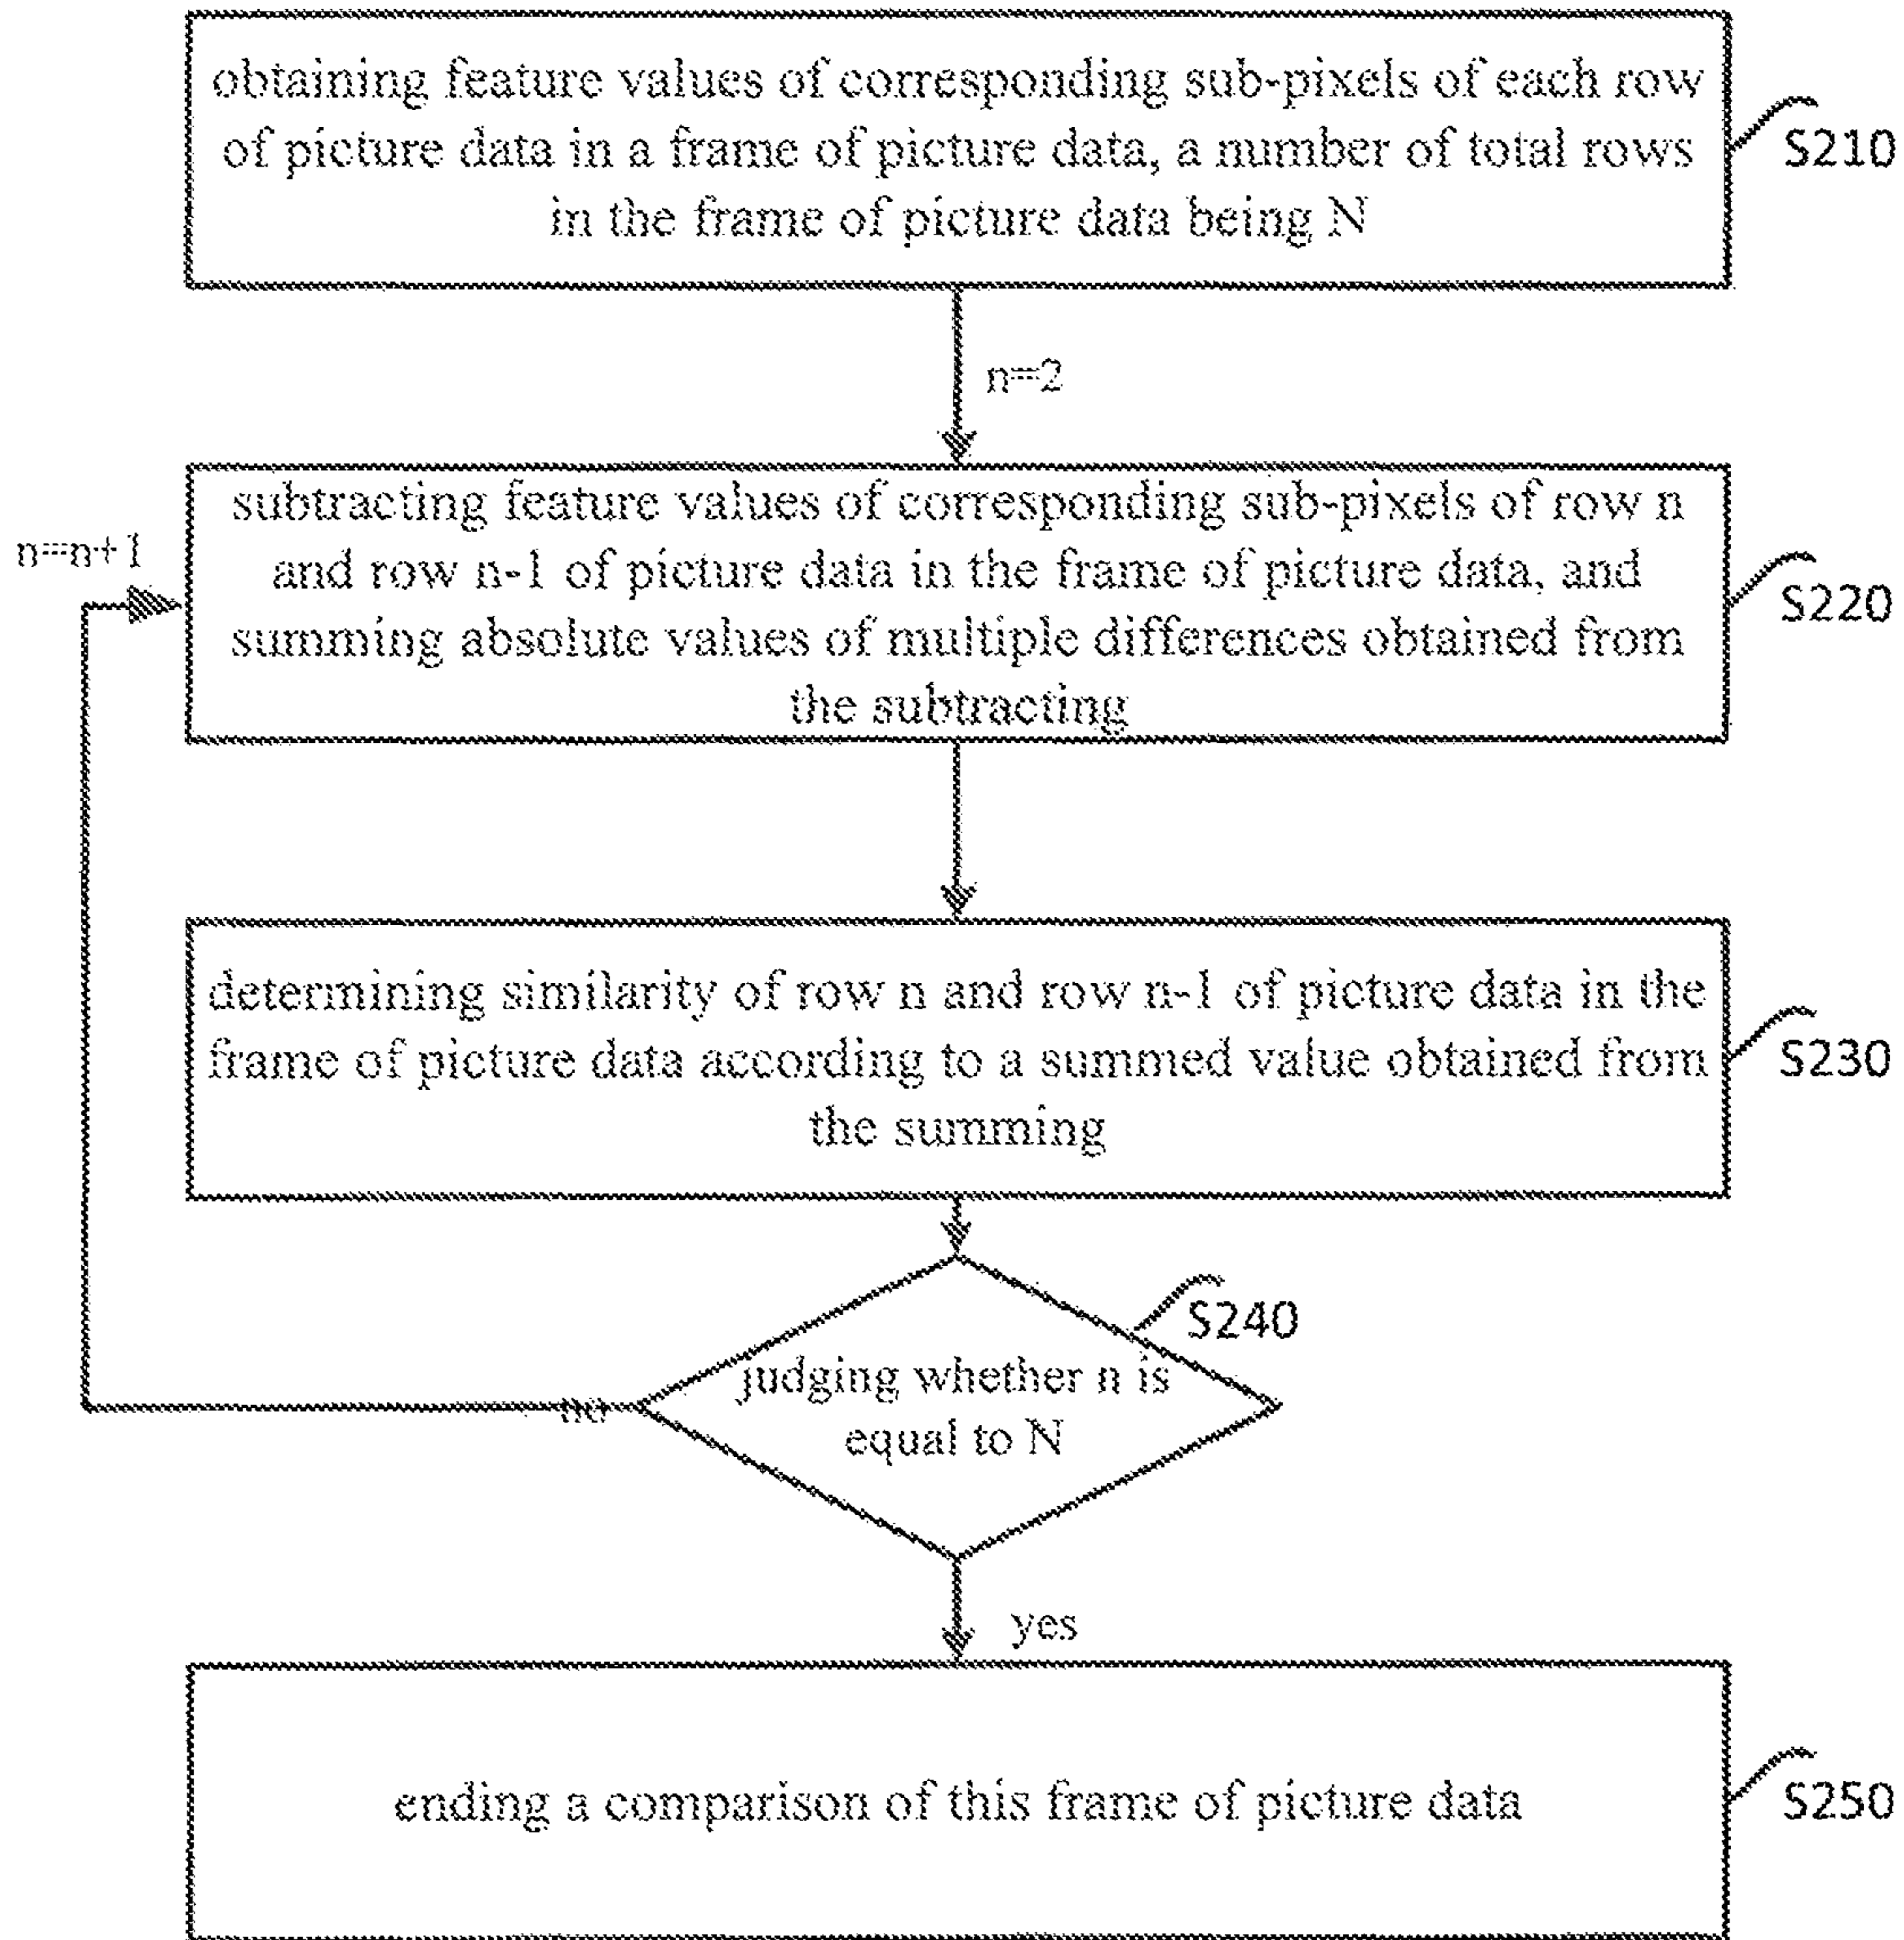 obtaining feature values of corresponding sub-pixels of each row
of picture data in a frame of picture data, a number of total rows
in the frame of picture data being N
S210
n=2
subtracting feature values of corresponding sub-pixels of row n
and row n-1 of picture data in the frame of picture data, and
summing absolute values of multiple differences obtained from
the subtracting
S220
n=n+1
determining similarity of row n and row n-1 of picture data in the
frame of picture data according to a summed value obtained from
the summing
S230
S240
judging whether n is
equal to N
no
yes
ending a comparison of this frame of picture data
S250